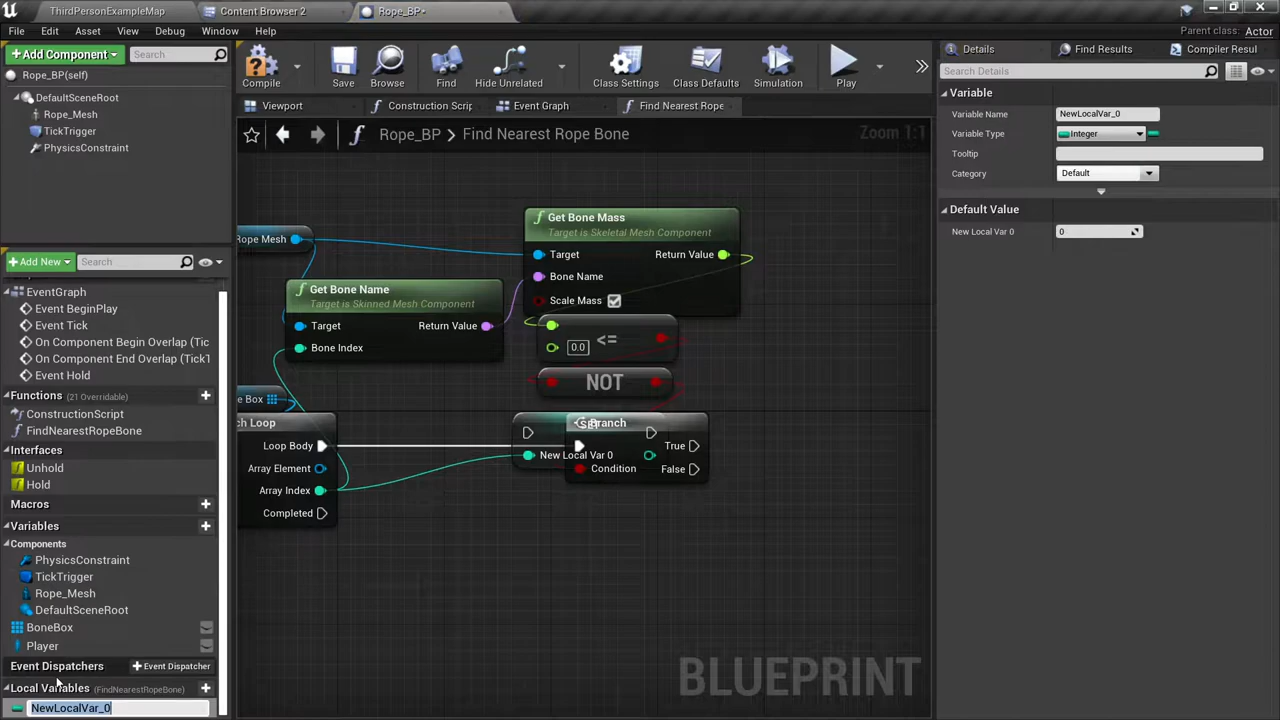 ThirdPersonExampleMap
Content Browser 2
Rope_BP*
File Edit Asset View Debug Window Help
Parent class: Actor
+ Add Component
Search
Rope_BP(self)
DefaultSceneRoot
Rope_Mesh
TickTrigger
PhysicsConstraint
Compile
Save
Browse
Find
Hide Unrelated
Class Settings
Class Defaults
Simulation
Play
Viewport
Construction Scrip
Event Graph
Find Nearest Rope
Rope_BP > Find Nearest Rope Bone
Zoom 1:1
Add New
Search
EventGraph
Event BeginPlay
Event Tick
On Component Begin Overlap (Tic
On Component End Overlap (TickT
Event Hold
Functions (21 Overridable)
ConstructionScript
FindNearestRopeBone
Interfaces
Unhold
Hold
Macros
Variables
Components
PhysicsConstraint
TickTrigger
Rope_Mesh
DefaultSceneRoot
BoneBox
Player
Event Dispatchers
+ Event Dispatcher
Local Variables (FindNearestRopeBone)
NewLocalVar_0
Rope Mesh
Get Bone Name
Target is Skinned Mesh Component
Target
Return Value
Bone Index
Get Bone Mass
Target is Skeletal Mesh Component
Target
Return Value
Bone Name
Scale Mass
0.0
<=
NOT
e Box
ch Loop
Loop Body
Array Element
Array Index
Completed
SET
New Local Var 0
Branch
True
Condition
False
BLUEPRINT
Details
Find Results
Compiler Resul
Search Details
Variable
Variable Name
NewLocalVar_0
Variable Type
Integer
Tooltip
Category
Default
Default Value
New Local Var 0
0